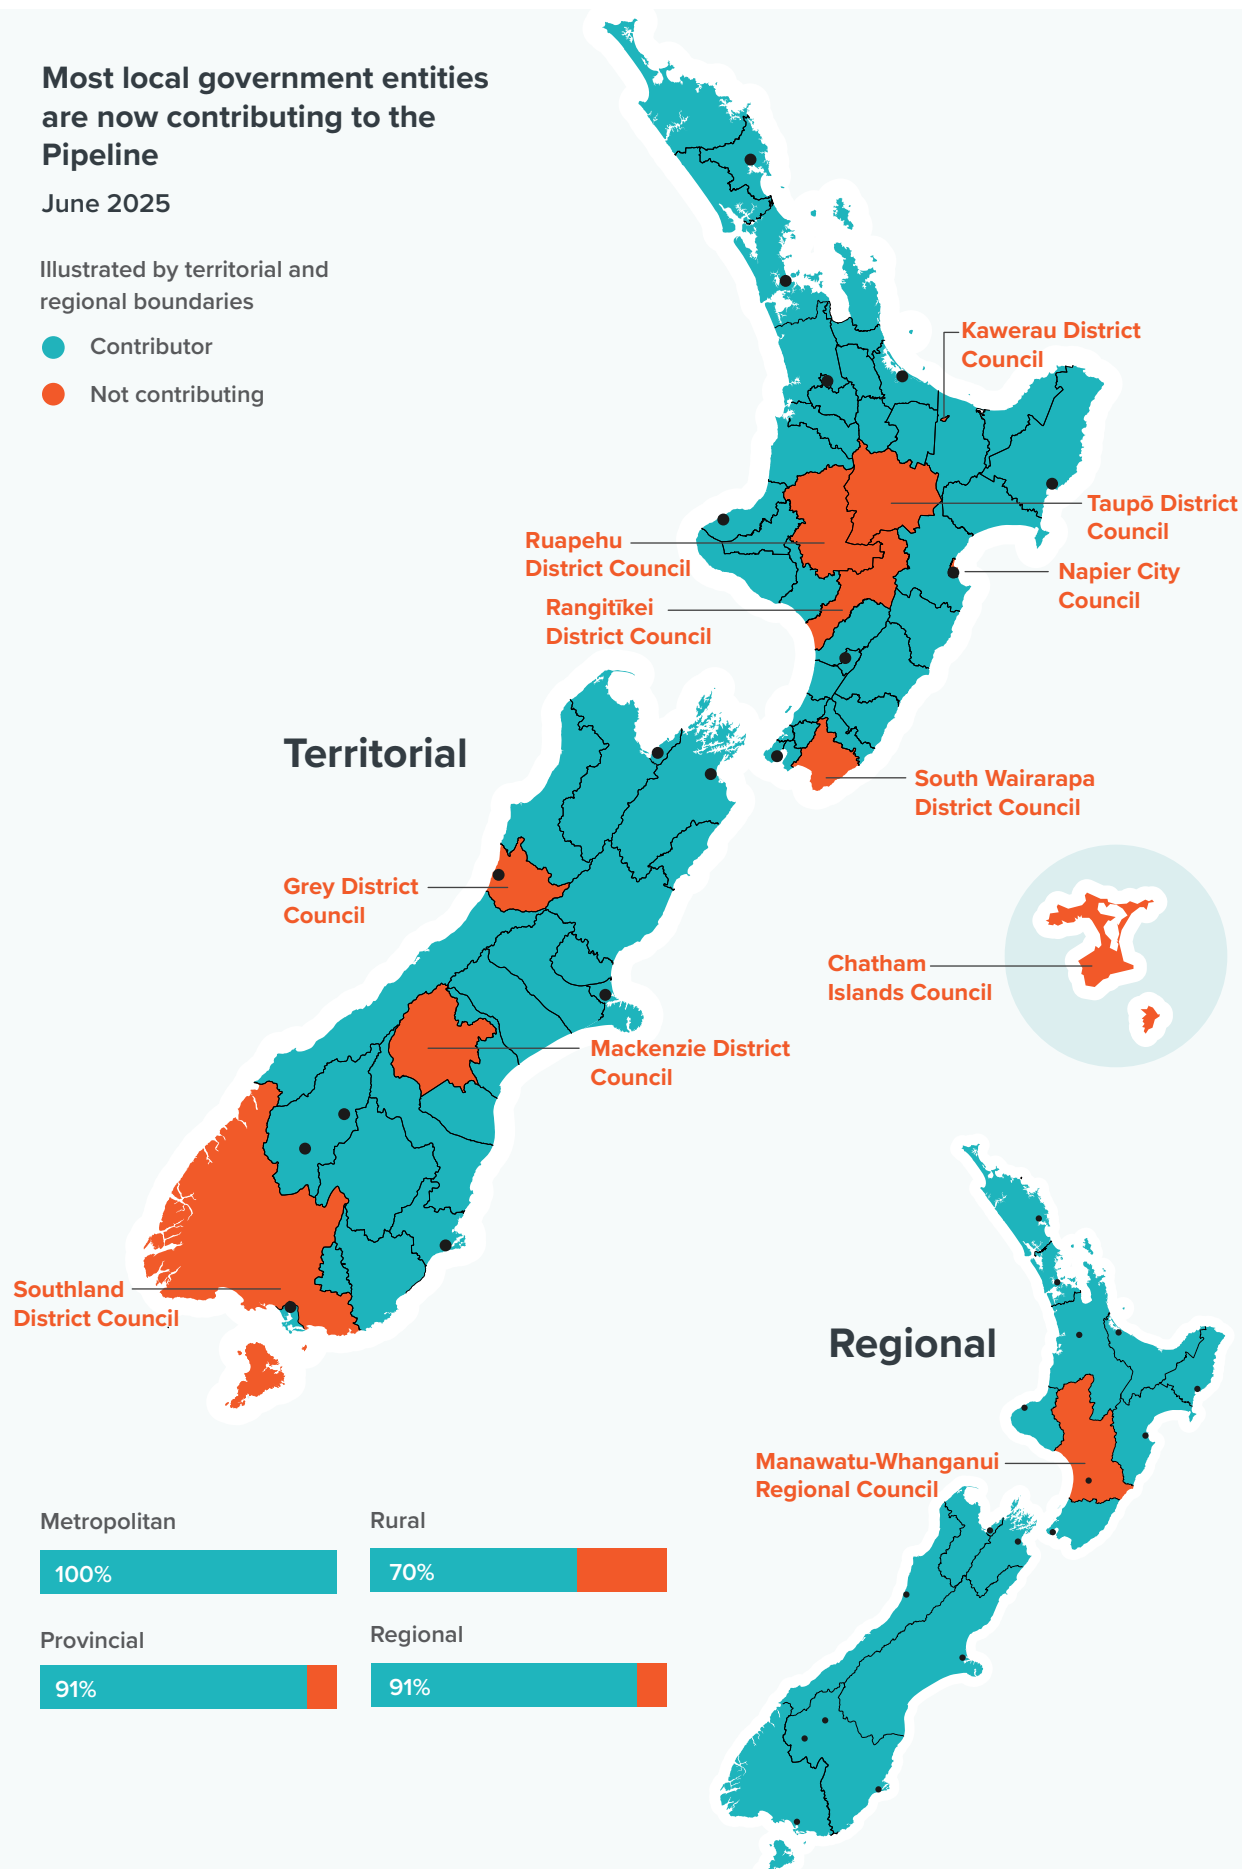 Most local government entities
are now contributing to the
Pipeline
June 2025
Illustrated by territorial and
regional boundaries
Contributor
Not contributing
Kawerau District
Council
Taupō District
Council
Ruapehu
District Council
Napier City
Council
Rangitīkei
District Council
Territorial
South Wairarapa
District Council
Grey District
Council
Chatham
Islands Council
Mackenzie District
Council
Southland
District Council
Regional
Manawatu-Whanganui
Regional Council
Metropolitan
100%
Rural
70%
Provincial
91%
Regional
91%